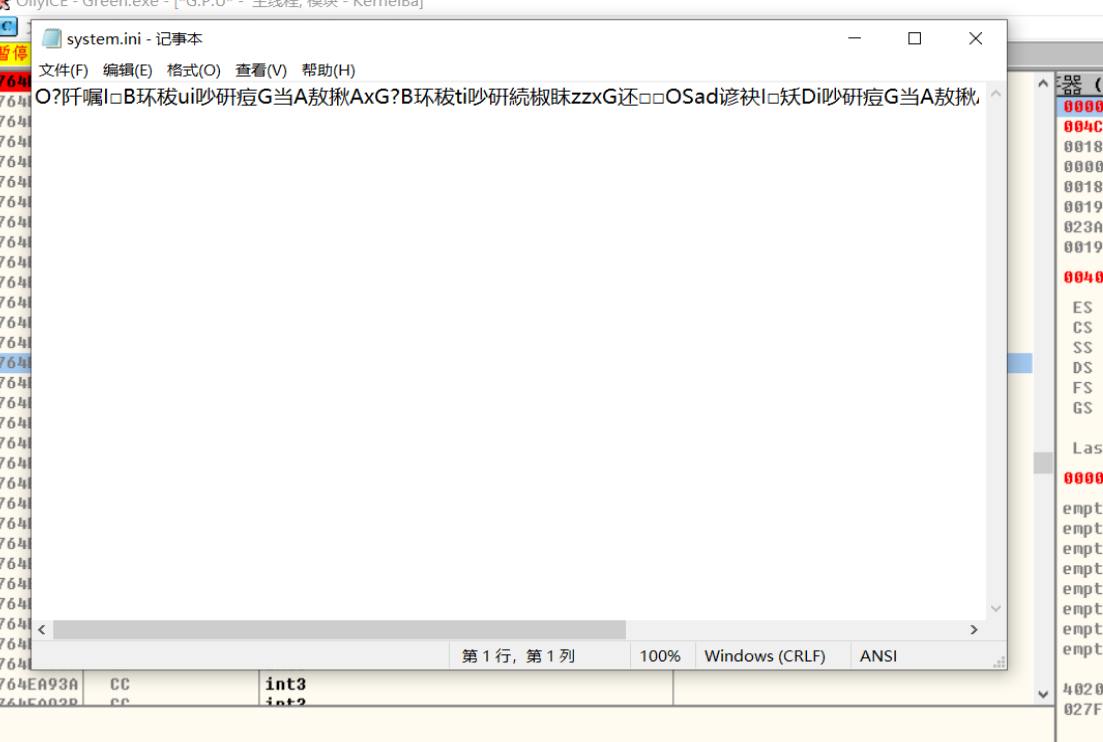 OllyICE - Green.exe - [*G.P.U* - 主线程, 模块 - KernelBa]
C
暂停
system.ini - 记事本
文件(F) 编辑(E) 格式(O) 查看(V) 帮助(H)
O?阡嘱I□B环秡ui吵研痘G当A敖揪AxG?B环秡ti吵研続椒眜zzxG还□□OSad谚袂I□矨Di吵研痘G当A敖揪
0000
004C
0018
0000
0018
0019
023A
0019
0040
ES
CS
SS
DS
FS
GS
Las
0000
empt
empt
empt
empt
empt
empt
empt
empt
4020
027F
第 1 行，第 1 列 100% Windows (CRLF) ANSI
764EA93A CC int3
764EA93B CC int3